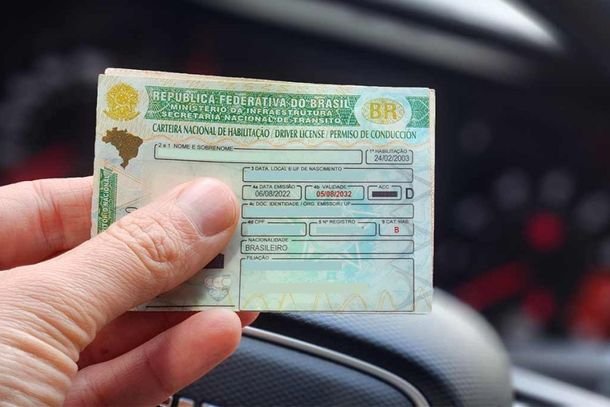 REPÚBLICA FEDERATIVA DO BRASIL
MINISTÉRIO DA INFRAESTRUTURA
SECRETARIA NACIONAL DE TRÂNSITO
BR
CARTEIRA NACIONAL DE HABILITAÇÃO / DRIVER LICENSE / PERMISO DE CONDUCCIÓN
2 e 1 NOME E SOBRENOME
1ª HABILITAÇÃO
24/02/2003
3 DATA, LOCAL E UF DE NASCIMENTO
4a DATA EMISSÃO
06/08/2022
4b VALIDADE
05/08/2032
ACC
D
4c DOC. IDENTIDADE / ÓRG. EMISSOR / UF
4d CPF
5 Nº REGISTRO
9 CAT. HAB.
B
NACIONALIDADE
BRASILEIRO
FILIAÇÃO